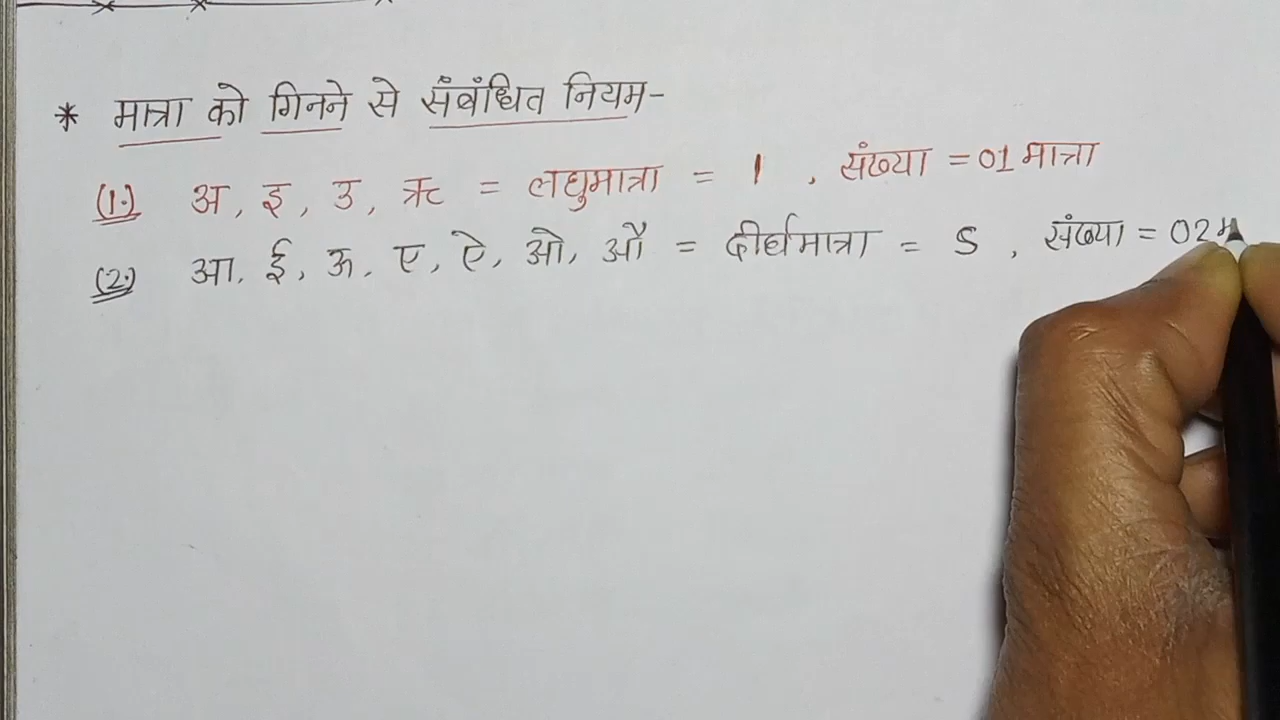 * मात्रा को गिनने से संबंधित नियम-
(1.) अ, इ, उ, ऋ = लघुमात्रा = । , संख्या = 01 मात्रा
(2.) आ, ई, ऊ, ए, ऐ, ओ, औ = दीर्घमात्रा = S , संख्या = 02